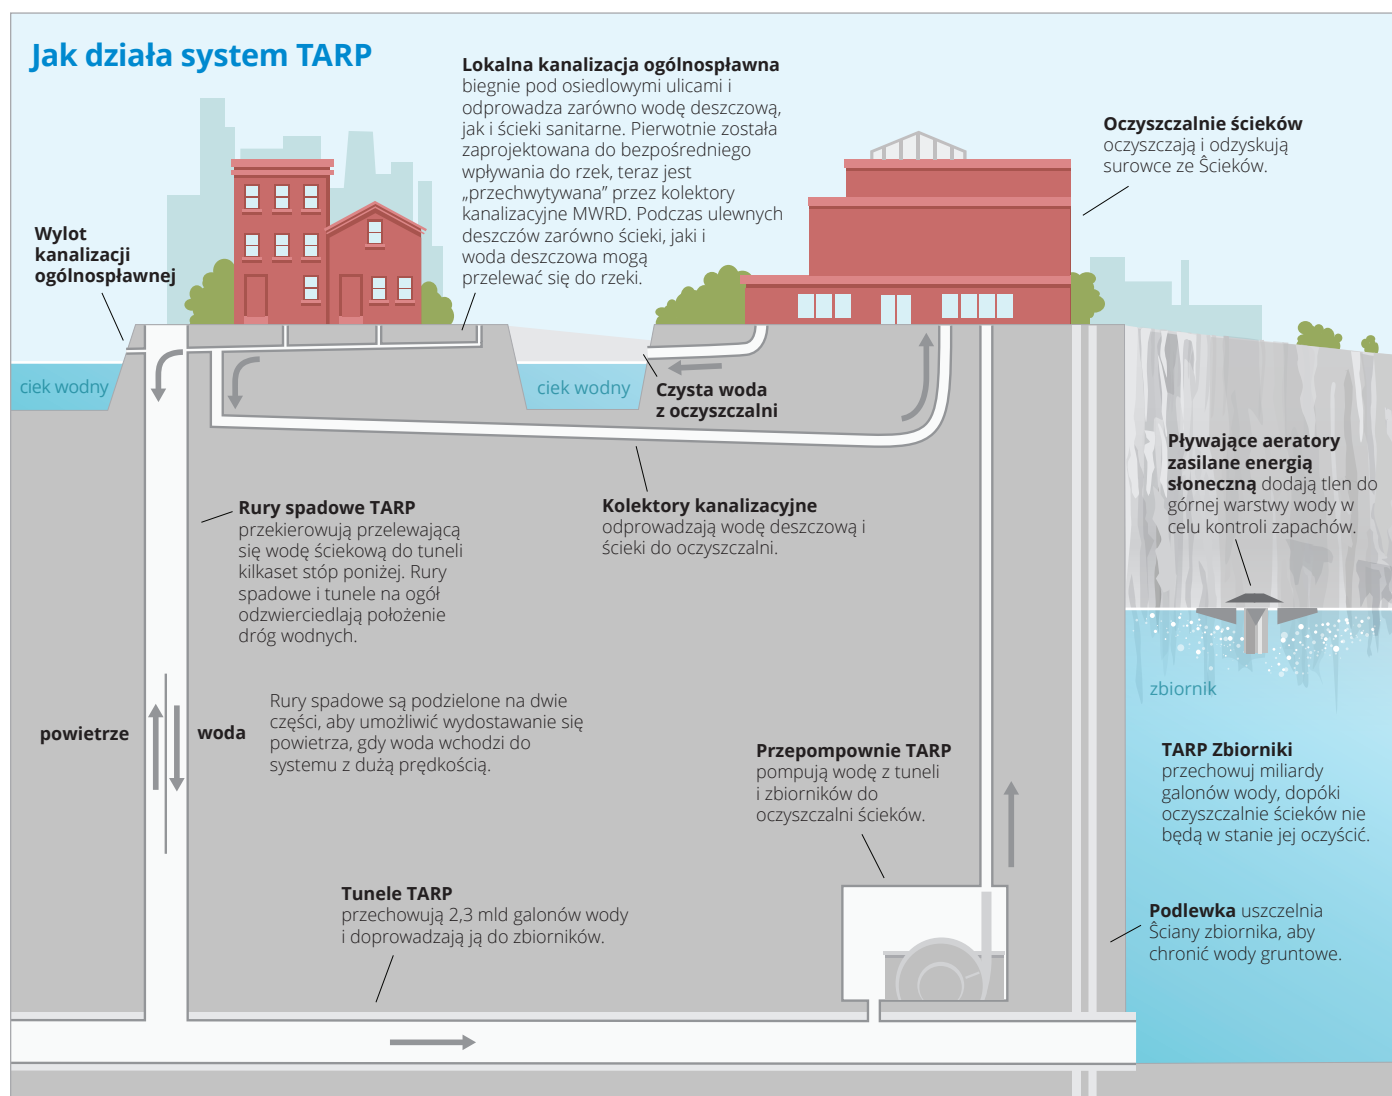 Jak działa system TARP
Lokalna kanalizacja ogólnospławna
biegnie pod osiedlowymi ulicami i
odprowadza zarówno wodę deszczową,
jak i ścieki sanitarne. Pierwotnie została
zaprojektowana do bezpośredniego
wpływania do rzek, teraz jest
„przechwytywana” przez kolektory
kanalizacyjne MWRD. Podczas ulewnych
deszczów zarówno ścieki, jaki i
woda deszczowa mogą
przelewać się do rzeki.
Oczyszczalnie ścieków
oczyszczają i odzyskują
surowce ze Ŝcieków.
Wylot
kanalizacji
ogólnospławnej
ciek wodny
ciek wodny
Czysta woda
z oczyszczalni
Pływające aeratory
zasilane energią
słoneczną dodają tlen do
górnej warstwy wody w
celu kontroli zapachów.
Rury spadowe TARP
przekierowują przelewającą
się wodę ściekową do tuneli
kilkaset stóp poniżej. Rury
spadowe i tunele na ogół
odzwierciedlają położenie
dróg wodnych.
Kolektory kanalizacyjne
odprowadzają wodę deszczową i
ścieki do oczyszczalni.
zbiornik
powietrze
woda
Rury spadowe są podzielone na dwie
części, aby umożliwić wydostawanie się
powietrza, gdy woda wchodzi do
systemu z dużą prędkością.
Przepompownie TARP
pompują wodę z tuneli
i zbiorników do
oczyszczalni ścieków.
TARP Zbiorniki
przechowuj miliardy
galonów wody, dopóki
oczyszczalnie ścieków nie
będą w stanie jej oczyścić.
Tunele TARP
przechowują 2,3 mld galonów wody
i doprowadzają ją do zbiorników.
Podlewka uszczelnia
Ŝciany zbiornika, aby
chronić wody gruntowe.